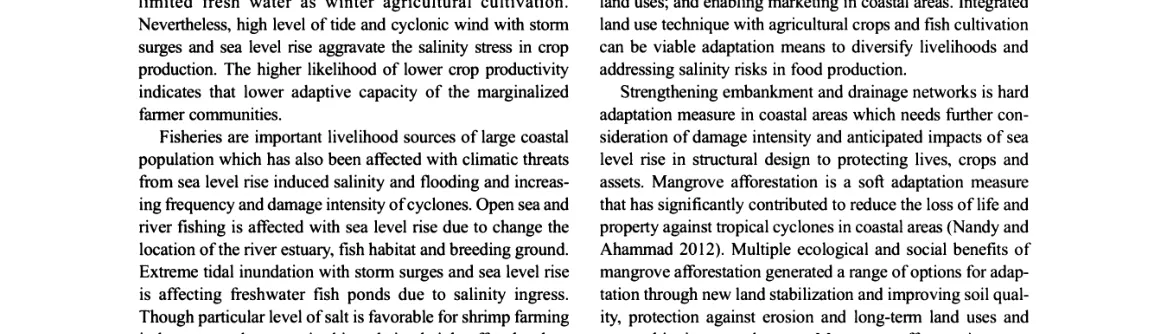 limited fresh water as winter agricultural cultivation.
Nevertheless, high level of tide and cyclonic wind with storm
surges and sea level rise aggravate the salinity stress in crop
production. The higher likelihood of lower crop productivity
indicates that lower adaptive capacity of the marginalized
farmer communities.
Fisheries are important livelihood sources of large coastal
population which has also been affected with climatic threats
from sea level rise induced salinity and flooding and increas-
ing frequency and damage intensity of cyclones. Open sea and
river fishing is affected with sea level rise due to change the
location of the river estuary, fish habitat and breeding ground.
Extreme tidal inundation with storm surges and sea level rise
is affecting freshwater fish ponds due to salinity ingress.
Though particular level of salt is favorable for shrimp farming
land uses; and enabling marketing in coastal areas. Integrated
land use technique with agricultural crops and fish cultivation
can be viable adaptation means to diversify livelihoods and
addressing salinity risks in food production.
Strengthening embankment and drainage networks is hard
adaptation measure in coastal areas which needs further con-
sideration of damage intensity and anticipated impacts of sea
level rise in structural design to protecting lives, crops and
assets. Mangrove afforestation is a soft adaptation measure
that has significantly contributed to reduce the loss of life and
property against tropical cyclones in coastal areas (Nandy and
Ahammad 2012). Multiple ecological and social benefits of
mangrove afforestation generated a range of options for adap-
tation through new land stabilization and improving soil qual-
ity, protection against erosion and long-term land uses and